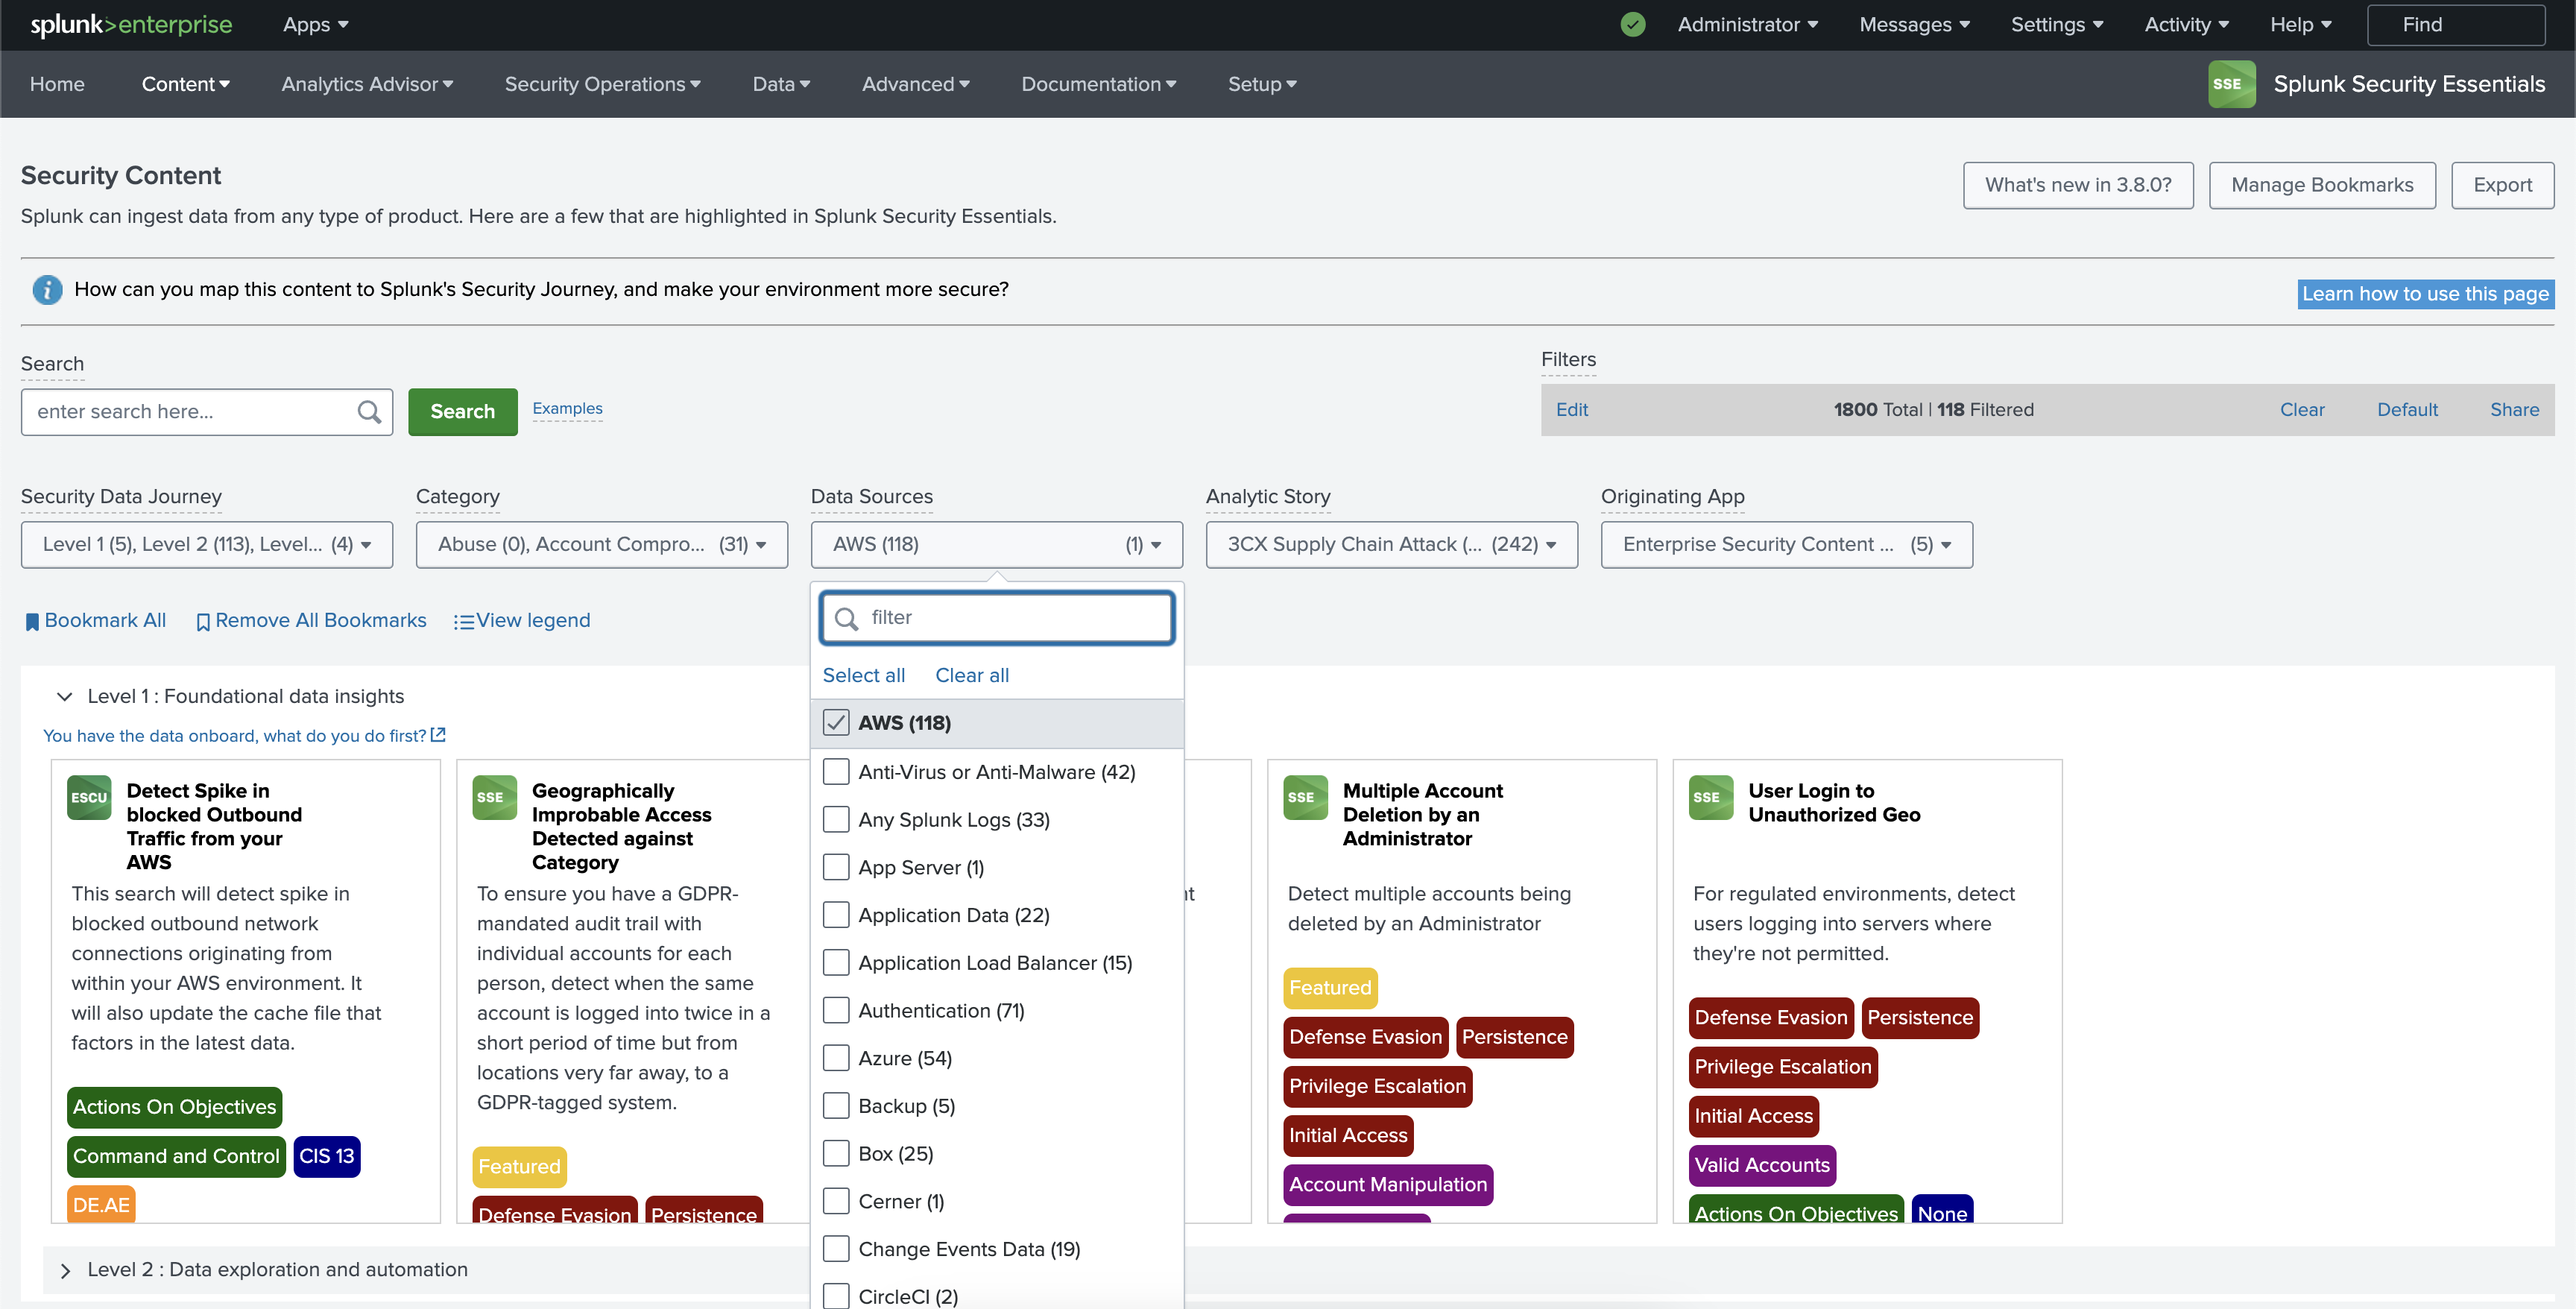 splunk>enterprise Apps Administrator Messages Settings Activity Help Find
Home Content Analytics Advisor Security Operations Data Advanced Documentation Setup SSE Splunk Security Essentials
Security Content
What's new in 3.8.0? Manage Bookmarks Export
Splunk can ingest data from any type of product. Here are a few that are highlighted in Splunk Security Essentials.
How can you map this content to Splunk's Security Journey, and make your environment more secure?
Learn how to use this page
Search
Filters
enter search here... Search Examples
Edit 1800 Total | 118 Filtered Clear Default Share
Security Data Journey Category Data Sources Analytic Story Originating App
Level 1 (5), Level 2 (113), Level... (4) Abuse (0), Account Compro... (31) AWS (118) (1) 3CX Supply Chain Attack (... (242) Enterprise Security Content ... (5)
Bookmark All Remove All Bookmarks View legend
filter
Select all Clear all
AWS (118)
Anti-Virus or Anti-Malware (42)
Any Splunk Logs (33)
App Server (1)
Application Data (22)
Application Load Balancer (15)
Authentication (71)
Azure (54)
Backup (5)
Box (25)
Cerner (1)
Change Events Data (19)
CircleCI (2)
Level 1 : Foundational data insights
You have the data onboard, what do you do first?
ESCU
Detect Spike in
blocked Outbound
Traffic from your
AWS
This search will detect spike in
blocked outbound network
connections originating from
within your AWS environment. It
will also update the cache file that
factors in the latest data.
Actions On Objectives
Command and Control CIS 13
DE.AE
SSE
Geographically
Improbable Access
Detected against
Category
To ensure you have a GDPR-
mandated audit trail with
individual accounts for each
person, detect when the same
account is logged into twice in a
short period of time but from
locations very far away, to a
GDPR-tagged system.
Featured
Defense Evasion Persistence
SSE
Multiple Account
Deletion by an
Administrator
Detect multiple accounts being
deleted by an Administrator
Featured
Defense Evasion Persistence
Privilege Escalation
Initial Access
Account Manipulation
SSE
User Login to
Unauthorized Geo
For regulated environments, detect
users logging into servers where
they're not permitted.
Defense Evasion Persistence
Privilege Escalation
Initial Access
Valid Accounts
Actions On Objectives None
Level 2 : Data exploration and automation